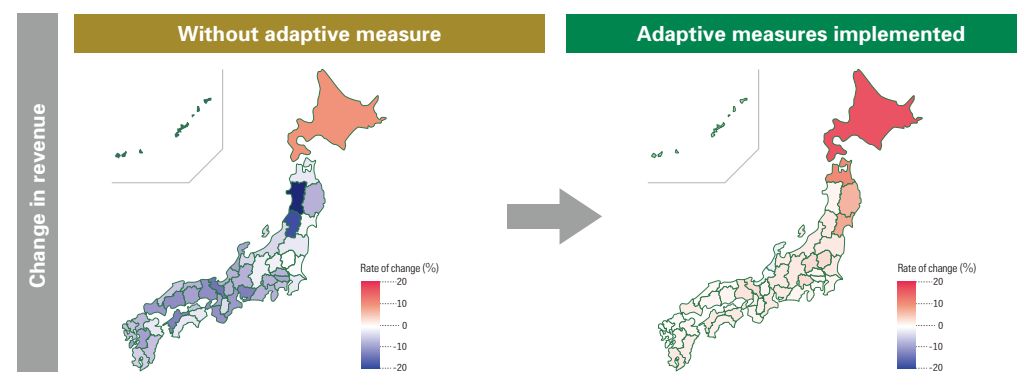 Change in revenue
Without adaptive measure
Adaptive measures implemented
Rate of change (%)
20
10
0
-10
-20
Rate of change (%)
20
10
0
-10
-20